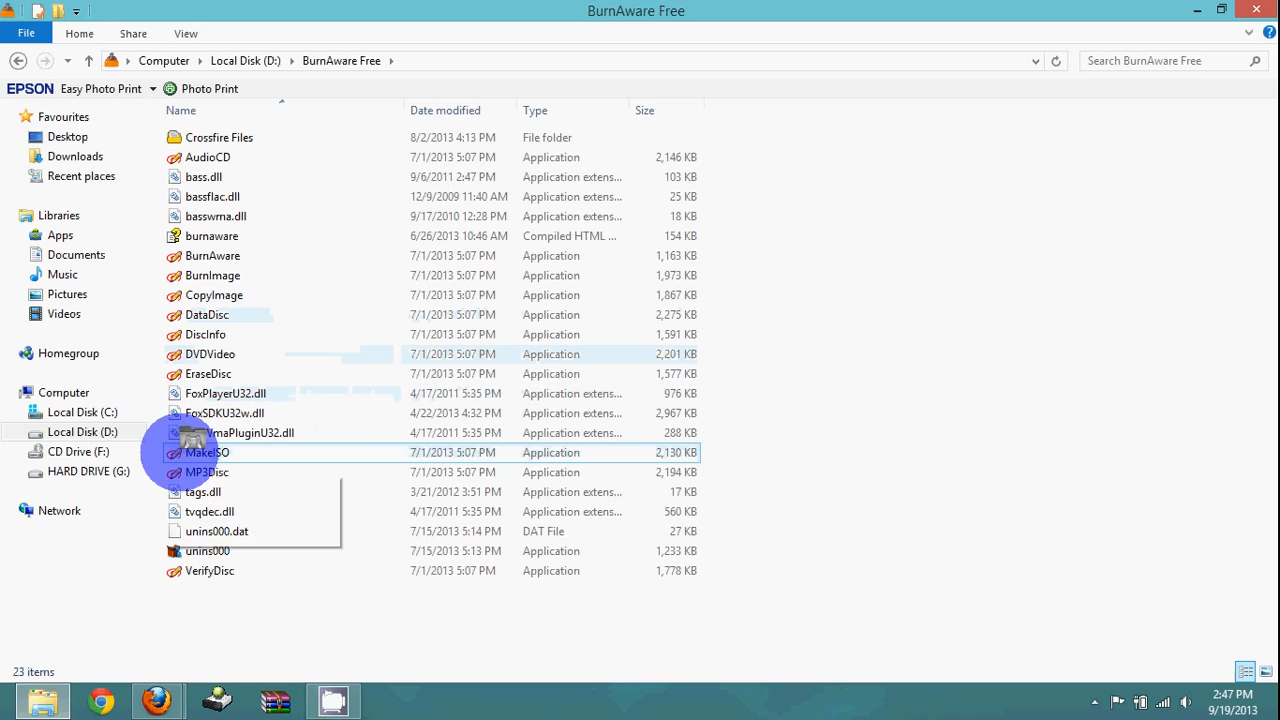 BurnAware Free
File Home Share View
Computer Local Disk (D:) BurnAware Free Search BurnAware Free
EPSON Easy Photo Print Photo Print
Name Date modified Type Size
Favourites
Desktop
Downloads
Recent places
Libraries
Apps
Documents
Music
Pictures
Videos
Homegroup
Computer
Local Disk (C:)
Local Disk (D:)
CD Drive (F:)
HARD DRIVE (G:)
Network
Crossfire Files 8/2/2013 4:13 PM File folder
AudioCD 7/1/2013 5:07 PM Application 2,146 KB
bass.dll 9/6/2011 2:47 PM Application extens... 103 KB
bassflac.dll 12/9/2009 11:40 AM Application extens... 25 KB
basswma.dll 9/17/2010 12:28 PM Application extens... 18 KB
burnaware 6/26/2013 10:46 AM Compiled HTML ... 154 KB
BurnAware 7/1/2013 5:07 PM Application 1,163 KB
BurnImage 7/1/2013 5:07 PM Application 1,973 KB
CopyImage 7/1/2013 5:07 PM Application 1,867 KB
DataDisc 7/1/2013 5:07 PM Application 2,275 KB
DiscInfo 7/1/2013 5:07 PM Application 1,591 KB
DVDVideo 7/1/2013 5:07 PM Application 2,201 KB
EraseDisc 7/1/2013 5:07 PM Application 1,577 KB
FoxPlayerU32.dll 4/17/2011 5:35 PM Application extens... 976 KB
FoxSDKU32w.dll 4/22/2013 4:32 PM Application extens... 2,967 KB
maPluginU32.dll 4/17/2011 5:35 PM Application extens... 288 KB
MakeISO 7/1/2013 5:07 PM Application 2,130 KB
MP3Disc 7/1/2013 5:07 PM Application 2,194 KB
tags.dll 3/21/2012 3:51 PM Application extens... 17 KB
tvqdec.dll 4/17/2011 5:35 PM Application extens... 560 KB
unins000.dat 7/15/2013 5:14 PM DAT File 27 KB
unins000 7/15/2013 5:13 PM Application 1,233 KB
VerifyDisc 7/1/2013 5:07 PM Application 1,778 KB
23 items
2:47 PM
9/19/2013